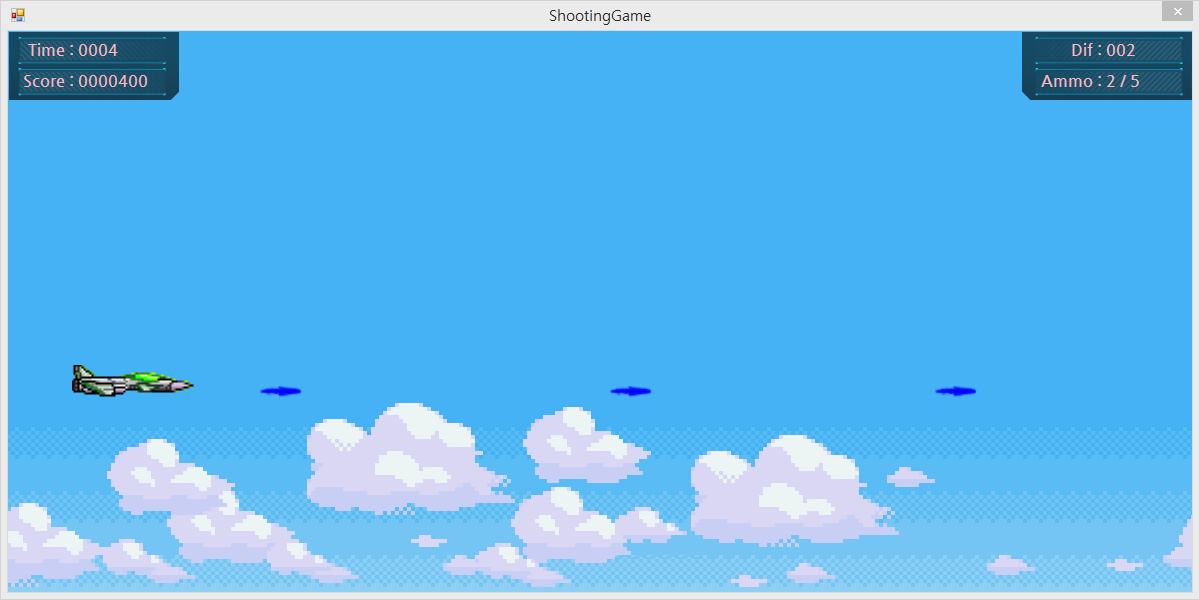 ShootingGame
Time : 0004
Score : 0000400
Dif : 002
Ammo : 2 / 5